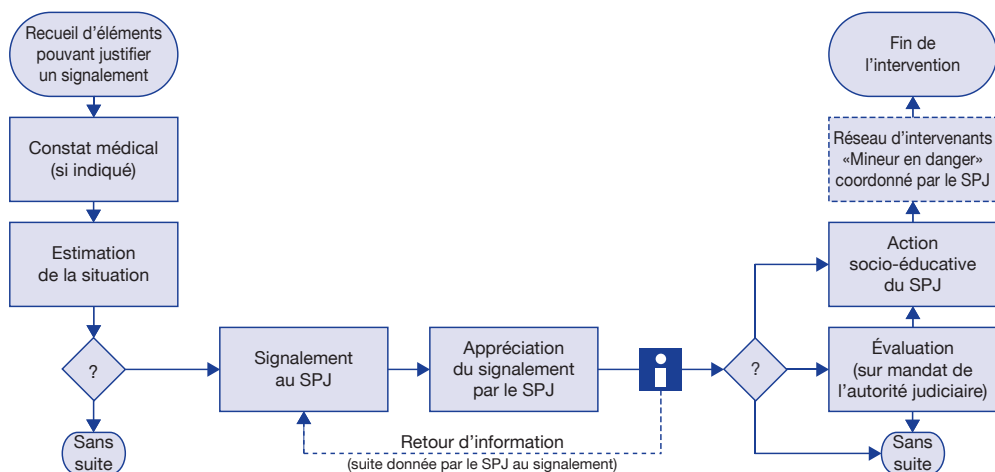 Recueil d’éléments
pouvant justifier
un signalement
Constat médical
(si indiqué)
Estimation
de la situation
?
Sans
suite
Signalement
au SPJ
Appréciation
du signalement
par le SPJ
i
Retour d’information
(suite donnée par le SPJ au signalement)
?
Fin de
l’intervention
Réseau d’intervenants
«Mineur en danger»
coordonné par le SPJ
Action
socio-éducative
du SPJ
Évaluation
(sur mandat de
l’autorité judiciaire)
Sans
suite